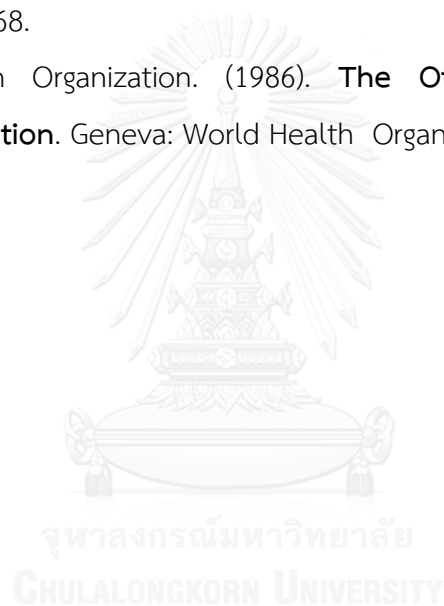 68.
n Organization. (1986). The Ot
tion. Geneva: World Health Organ
จุฬาลงกรณ์มหาวิทยาลัย
CHULALONGKORN UNIVERSITY